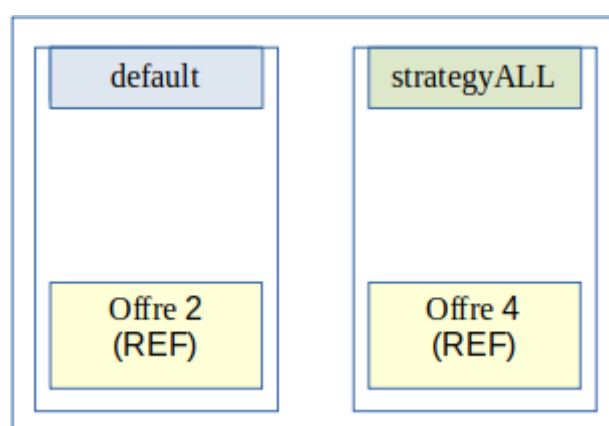 default
strategyALL
Offre 2
(REF)
Offre 4
(REF)